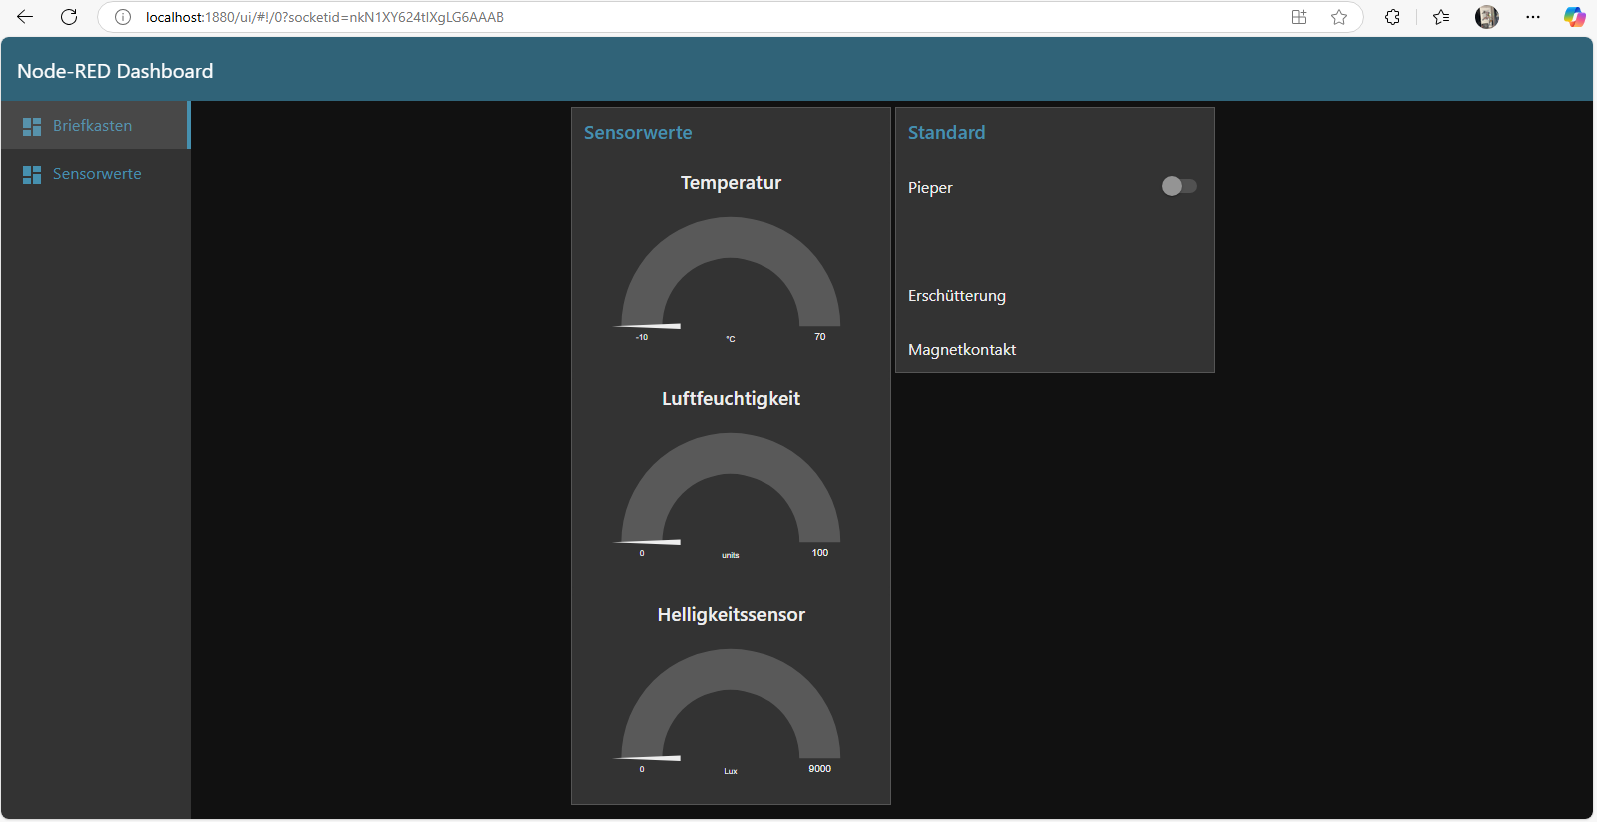 localhost:1880/ui/#!/0?socketid=nkN1XY624tIXgLG6AAAB
Node-RED Dashboard
Briefkasten
Sensorwerte
Sensorwerte
Temperatur
-10
°C
70
Luftfeuchtigkeit
0
units
100
Helligkeitssensor
0
Lux
9000
Standard
Pieper
Erschütterung
Magnetkontakt